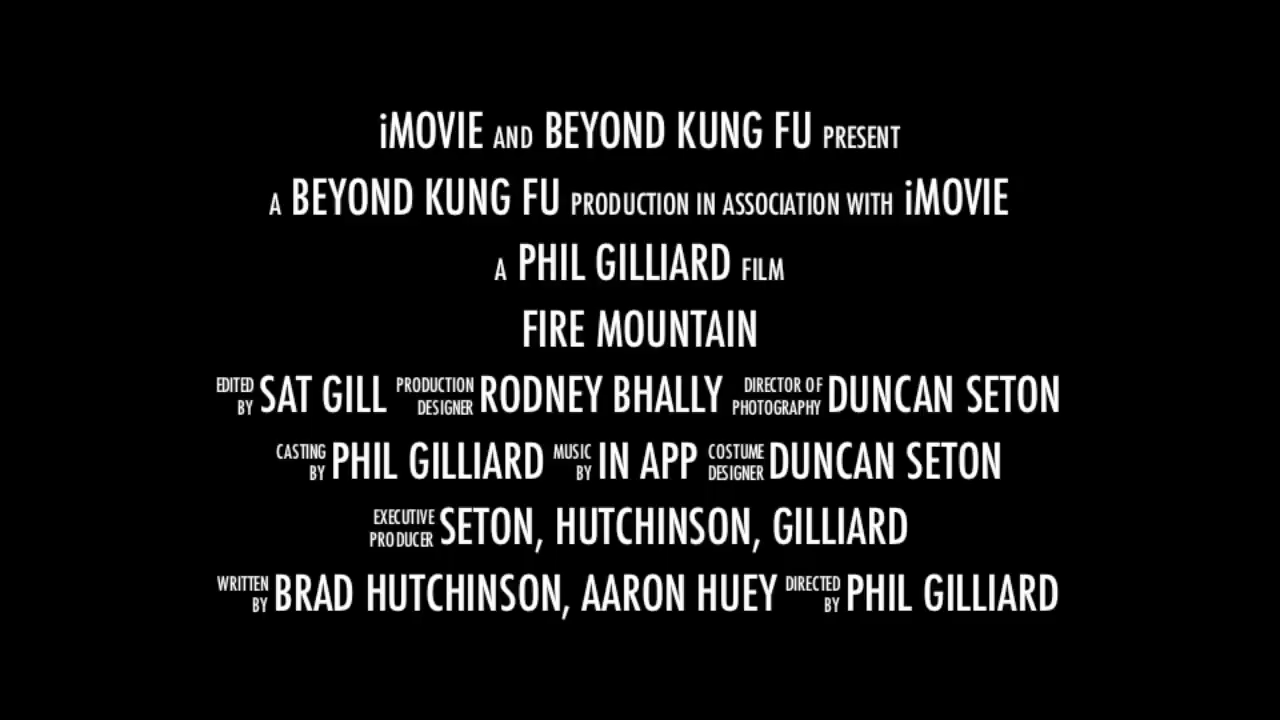 iMOVIE AND BEYOND KUNG FU PRESENT
A BEYOND KUNG FU PRODUCTION IN ASSOCIATION WITH iMOVIE
A PHIL GILLIARD FILM
FIRE MOUNTAIN
EDITED BY SAT GILL PRODUCTION DESIGNER RODNEY BHALLY DIRECTOR OF PHOTOGRAPHY DUNCAN SETON
CASTING BY PHIL GILLIARD MUSIC BY IN APP COSTUME DESIGNER DUNCAN SETON
EXECUTIVE PRODUCER SETON, HUTCHINSON, GILLIARD
WRITTEN BY BRAD HUTCHINSON, AARON HUEY DIRECTED BY PHIL GILLIARD